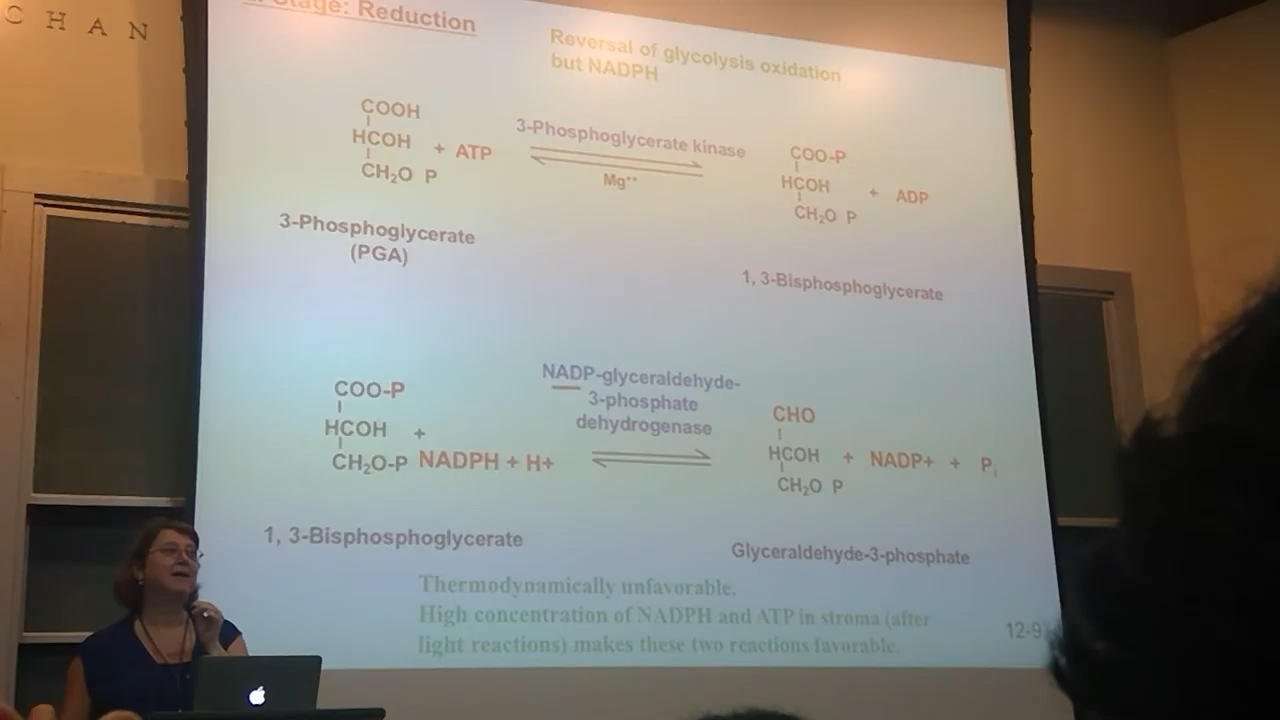 C H A N
Stage: Reduction
Reversal of glycolysis oxidation
but NADPH
COOH
HCOH + ATP
CH₂O P
3-Phosphoglycerate kinase
Mg⁺⁺
COO-P
HCOH + ADP
CH₂O P
3-Phosphoglycerate
(PGA)
1, 3-Bisphosphoglycerate
COO-P
HCOH +
CH₂O-P NADPH + H+
NADP-glyceraldehyde-
3-phosphate
dehydrogenase
CHO
HCOH + NADP+ + Pᵢ
CH₂O P
1, 3-Bisphosphoglycerate
Glyceraldehyde-3-phosphate
Thermodynamically unfavorable.
High concentration of NADPH and ATP in stroma (after
light reactions) makes these two reactions favorable.
12-9